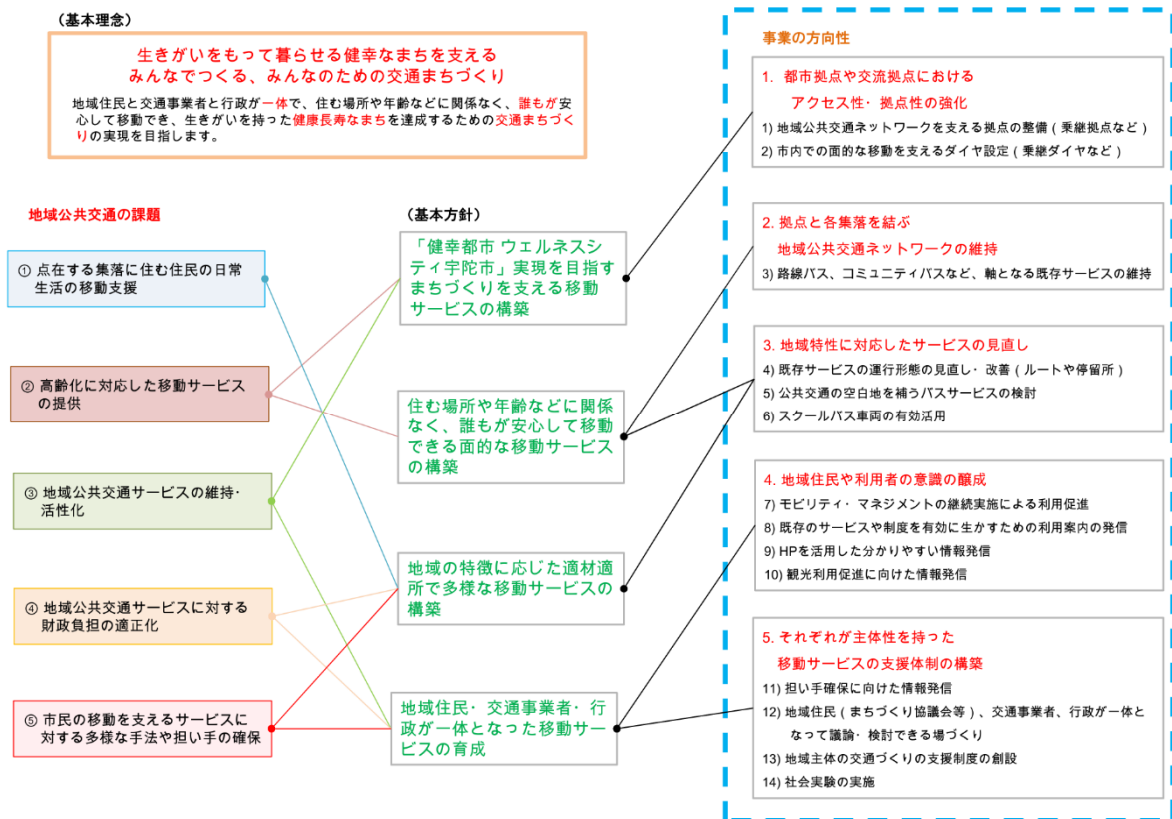 (基本理念)
生きがいをもって暮らせる健幸なまちを支える
みんなでつくる、みんなのための交通まちづくり
地域住民と交通事業者と行政が一体で、住む場所や年齢などに関係なく、誰もが安
心して移動でき、生きがいを持った健康長寿なまちを達成するための交通まちづく
りの実現を目指します。
地域公共交通の課題
① 点在する集落に住む住民の日常
生活の移動支援
② 高齢化に対応した移動サービス
の提供
③ 地域公共交通サービスの維持・
活性化
④ 地域公共交通サービスに対する
財政負担の適正化
⑤ 市民の移動を支えるサービスに
対する多様な手法や担い手の確保
(基本方針)
「健幸都市 ウェルネスシ
ティ宇陀市」実現を目指す
まちづくりを支える移動
サービスの構築
住む場所や年齢などに関係
なく、誰もが安心して移動
できる面的な移動サービス
の構築
地域の特徴に応じた適材適
所で多様な移動サービスの
構築
地域住民・交通事業者・行
政が一体となった移動サー
ビスの育成
事業の方向性
1. 都市拠点や交流拠点における
アクセス性・拠点性の強化
1) 地域公共交通ネットワークを支える拠点の整備(乗継拠点など)
2) 市内での面的な移動を支えるダイヤ設定(乗継ダイヤなど)
2. 拠点と各集落を結ぶ
地域公共交通ネットワークの維持
3) 路線バス、コミュニティバスなど、軸となる既存サービスの維持
3. 地域特性に対応したサービスの見直し
4) 既存サービスの運行形態の見直し・改善(ルートや停留所)
5) 公共交通の空白地を補うバスサービスの検討
6) スクールバス車両の有効活用
4. 地域住民や利用者の意識の醸成
7) モビリティ・マネジメントの継続実施による利用促進
8) 既存のサービスや制度を有効に生かすための利用案内の発信
9) HPを活用した分かりやすい情報発信
10) 観光利用促進に向けた情報発信
5. それぞれが主体性を持った
移動サービスの支援体制の構築
11) 担い手確保に向けた情報発信
12) 地域住民(まちづくり協議会等)、交通事業者、行政が一体と
なって議論・検討できる場づくり
13) 地域主体の交通づくりの支援制度の創設
14) 社会実験の実施